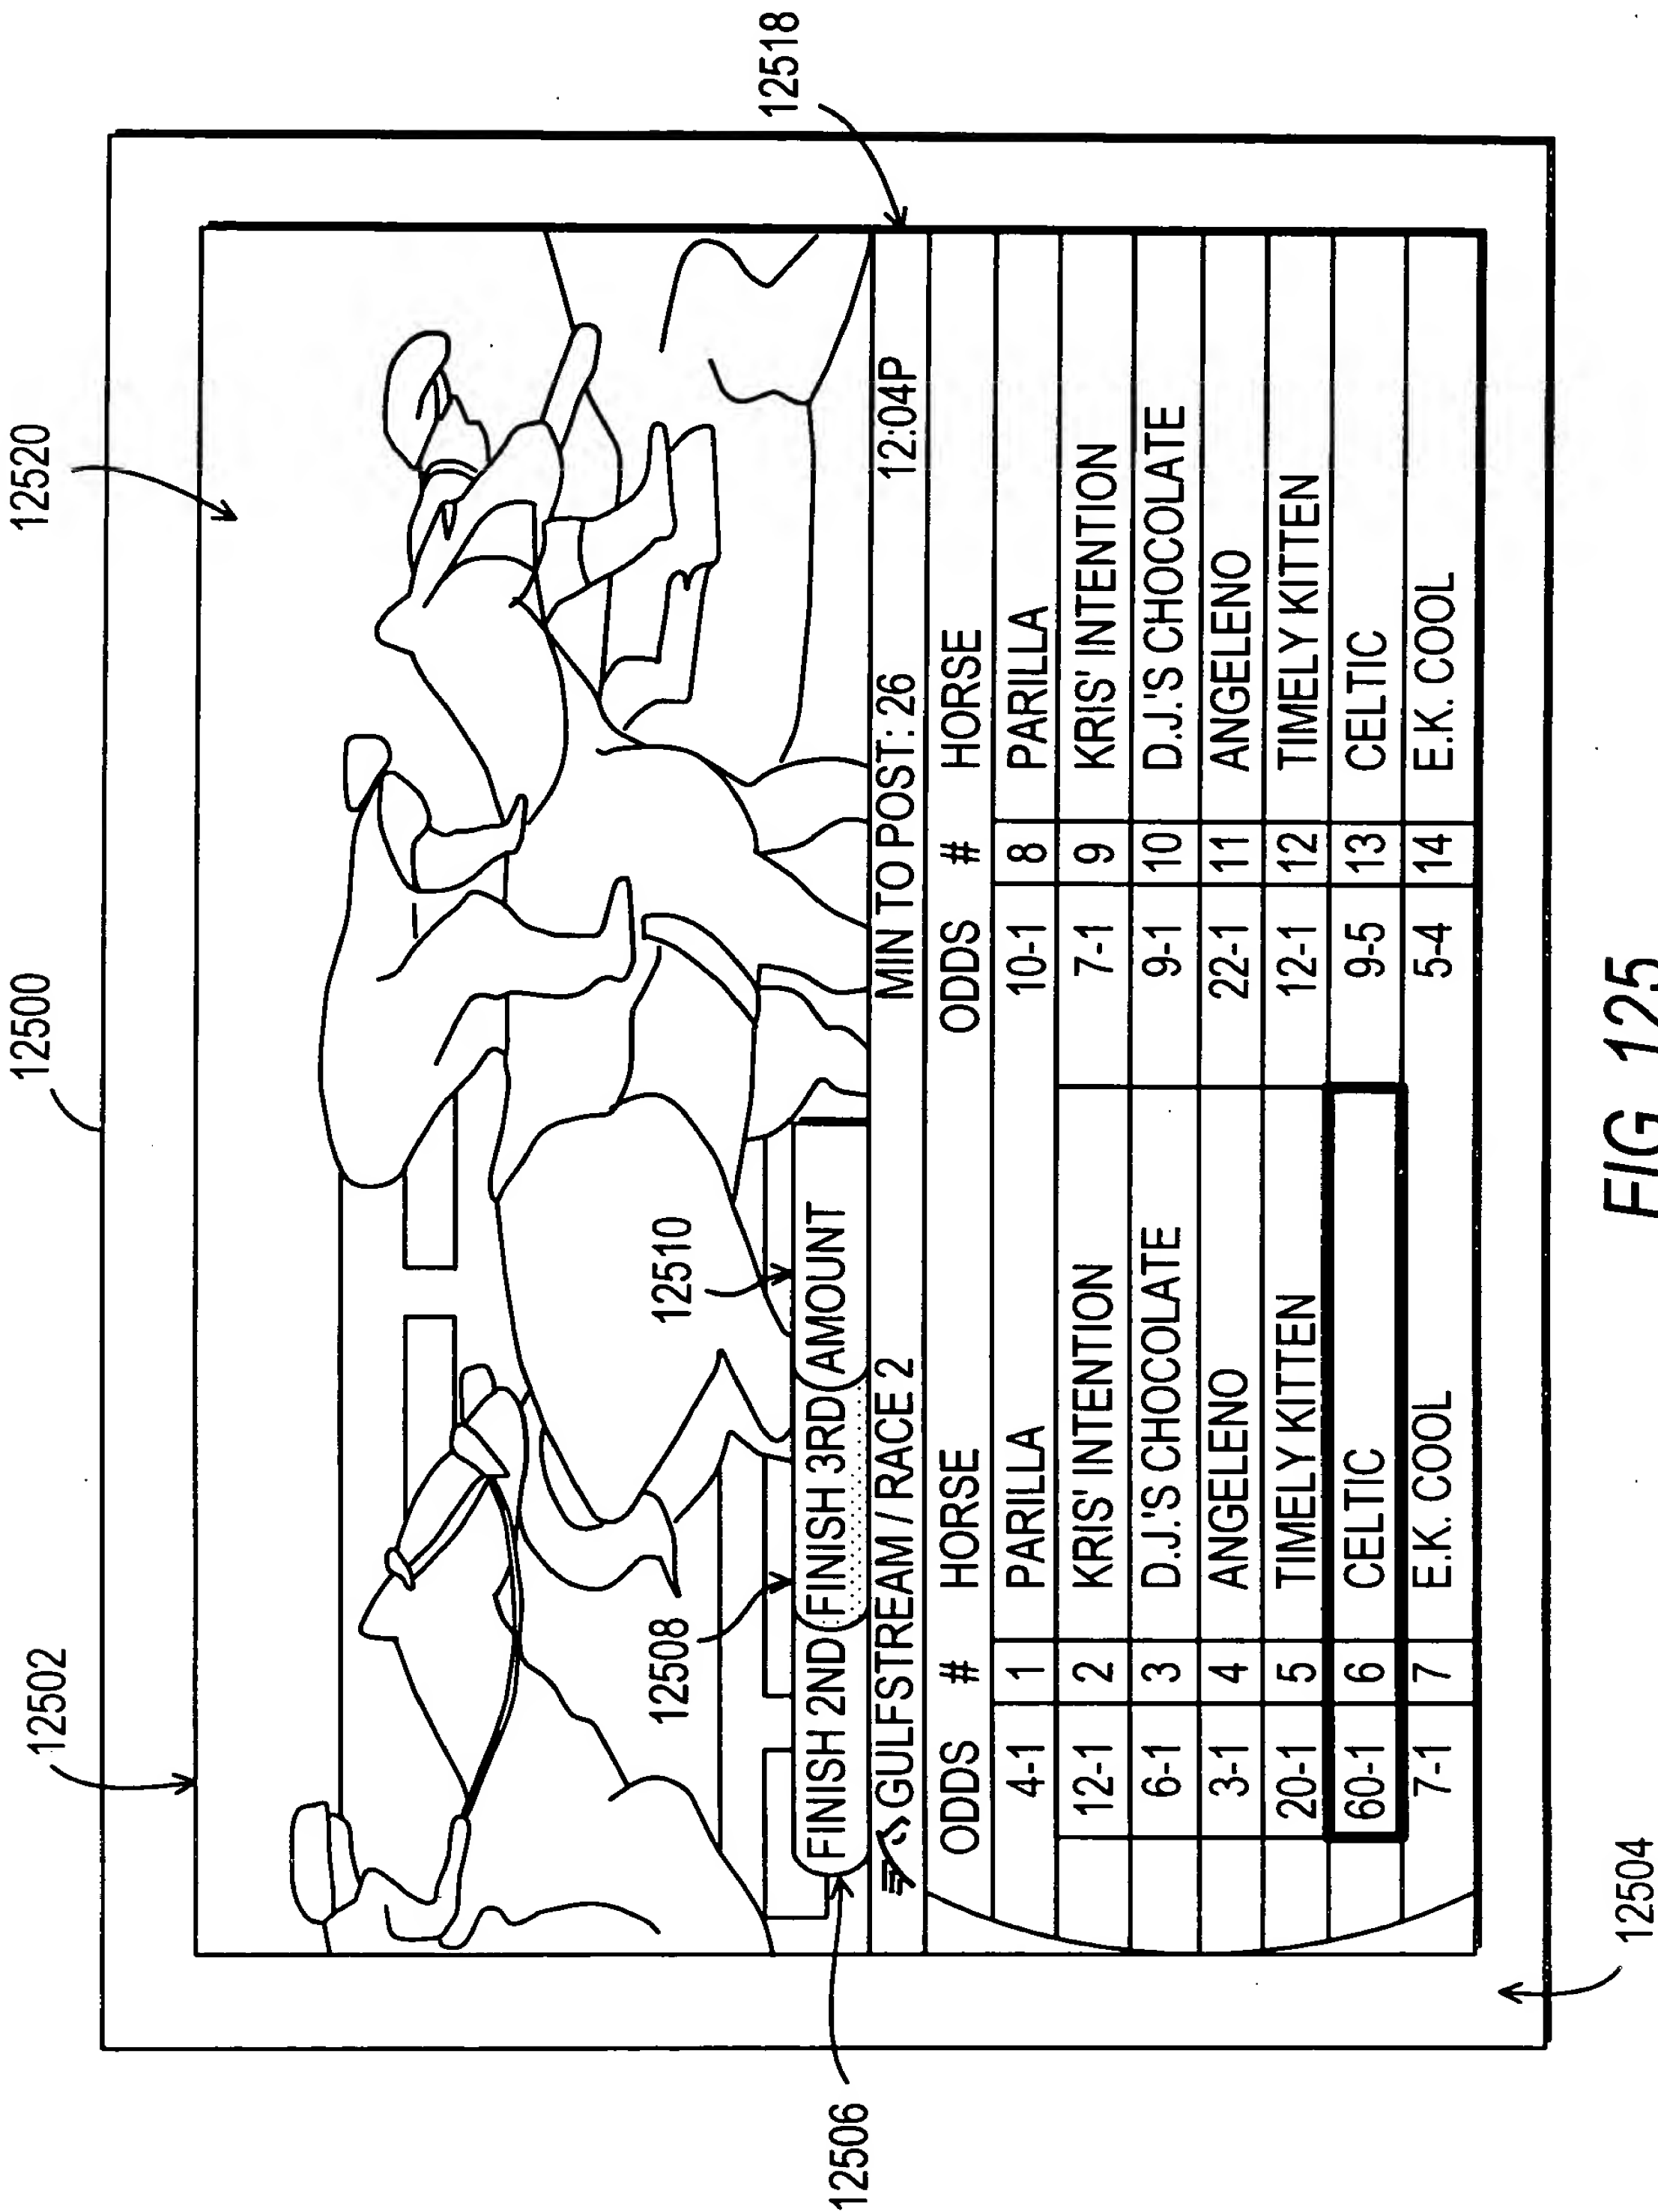 12500
12502
12520
12518
12510
12508
12506
FINISH 2ND FINISH 3RD AMOUNT
GULFSTREAM / RACE 2 MIN TO POST: 26 12:04P
ODDS # HORSE ODDS # HORSE
4-1 1 PARILLA 10-1 8 PARILLA
12-1 2 KRIS' INTENTION 7-1 9 KRIS' INTENTION
6-1 3 D.J.'S CHOCOLATE 9-1 10 D.J.'S CHOCOLATE
3-1 4 ANGELENO 22-1 11 ANGELENO
20-1 5 TIMELY KITTEN 12-1 12 TIMELY KITTEN
60-1 6 CELTIC 9-5 13 CELTIC
7-1 7 E.K. COOL 5-4 14 E.K. COOL
12504
FIG. 125